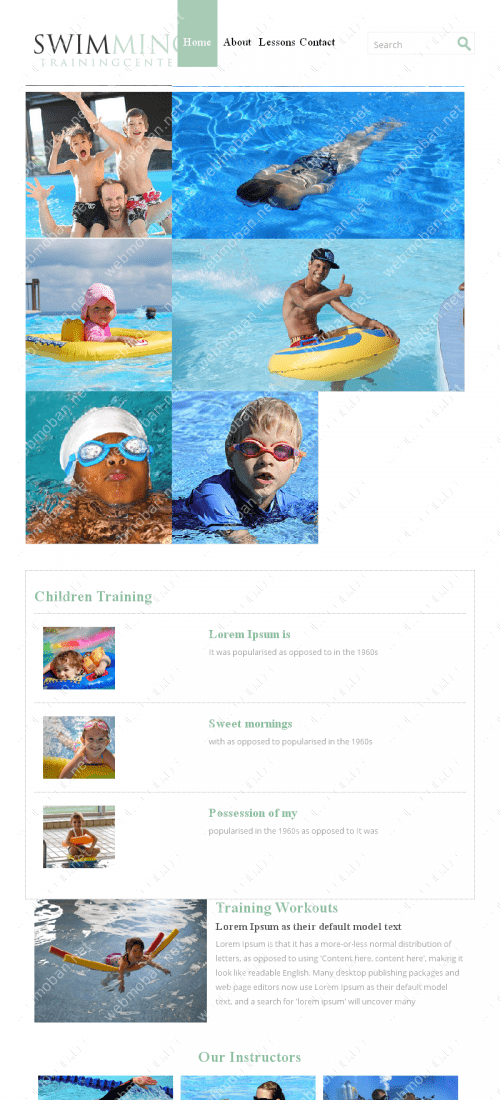 SWIMMING
TRAININGCENTE
Home About Lessons Contact
Search
Children Training
Lorem Ipsum is
It was popularised as opposed to in the 1960s
Sweet mornings
with as opposed to popularised in the 1960s
Possession of my
popularised in the 1960s as opposed to It was
Training Workouts
Lorem Ipsum as their default model text
Lorem Ipsum is that it has a more-or-less normal distribution of
letters, as opposed to using 'Content here, content here', making it
look like readable English. Many desktop publishing packages and
web page editors now use Lorem Ipsum as their default model
text, and a search for 'lorem ipsum' will uncover many
Our Instructors
webmoban.net